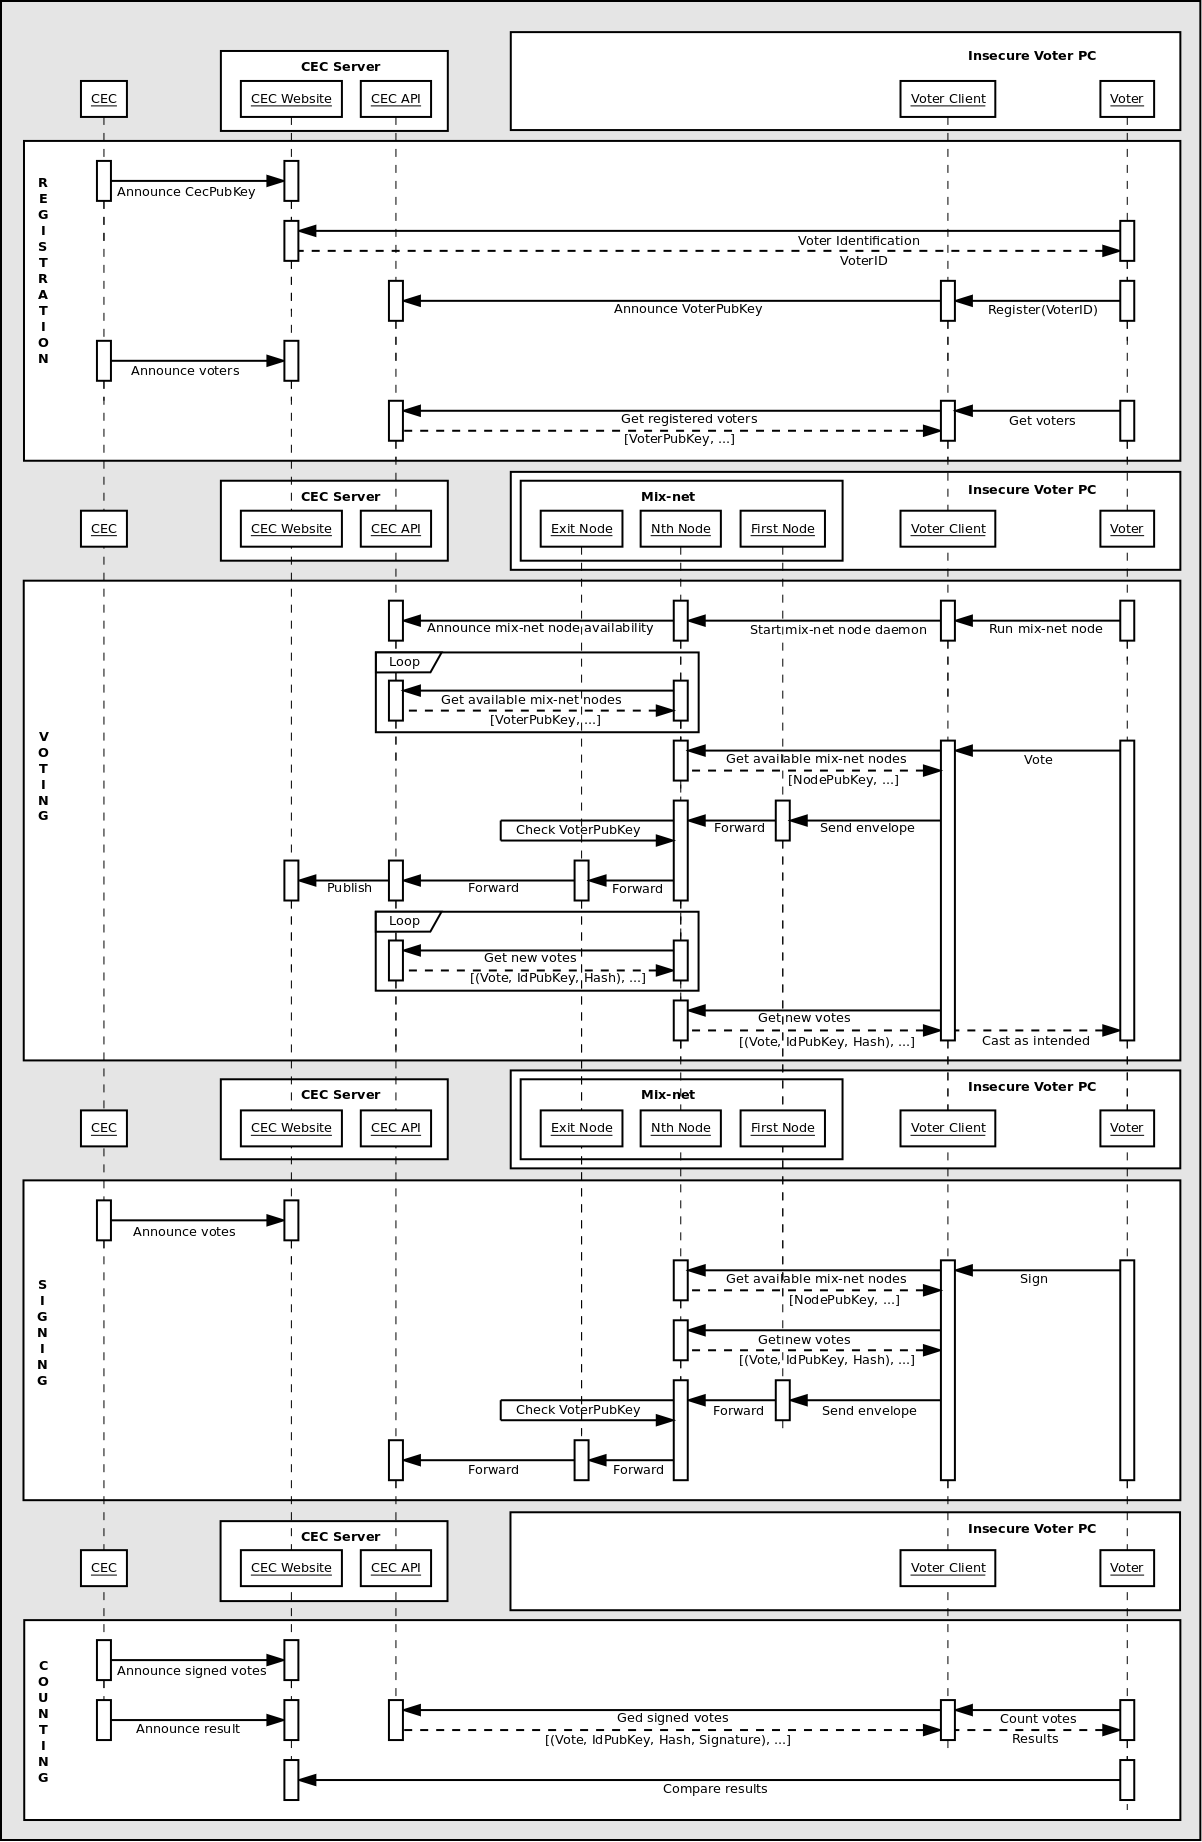 Insecure Voter PC
CEC Server
CEC
CEC Website
CEC API
Voter Client
Voter
REGISTRATION
Announce CecPubKey
Voter Identification
VoterID
Announce VoterPubKey
Register(VoterID)
Announce voters
Get registered voters
Get voters
[VoterPubKey, ...]
CEC Server
Mix-net
Insecure Voter PC
CEC
CEC Website
CEC API
Exit Node
Nth Node
First Node
Voter Client
Voter
VOTING
Announce mix-net node availability
Start mix-net node daemon
Run mix-net node
Loop
Get available mix-net nodes
[VoterPubKey, ...]
Get available mix-net nodes
Vote
[NodePubKey, ...]
Check VoterPubKey
Forward
Send envelope
Publish
Forward
Forward
Loop
Get new votes
[(Vote, IdPubKey, Hash), ...]
Get new votes
[(Vote, IdPubKey, Hash), ...]
Cast as intended
CEC Server
Mix-net
Insecure Voter PC
CEC
CEC Website
CEC API
Exit Node
Nth Node
First Node
Voter Client
Voter
SIGNING
Announce votes
Get available mix-net nodes
Sign
[NodePubKey, ...]
Get new votes
[(Vote, IdPubKey, Hash), ...]
Check VoterPubKey
Forward
Send envelope
Forward
Forward
CEC Server
Insecure Voter PC
CEC
CEC Website
CEC API
Voter Client
Voter
COUNTING
Announce signed votes
Announce result
Ged signed votes
Count votes
[(Vote, IdPubKey, Hash, Signature), ...]
Results
Compare results